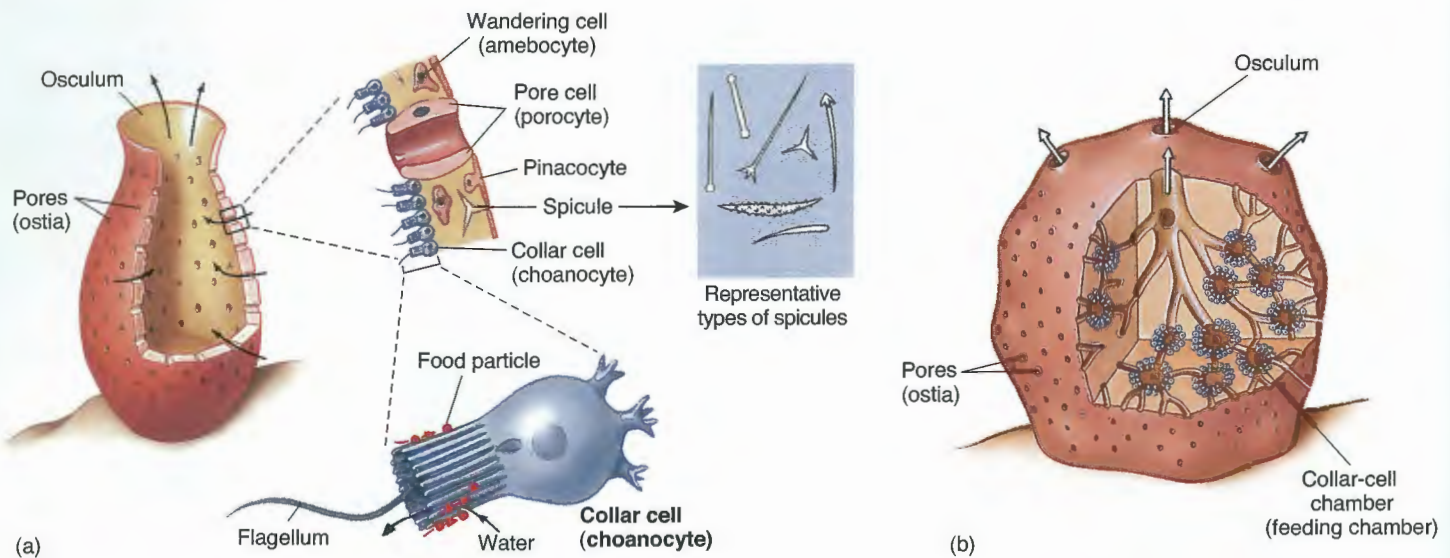 Wandering cell
(amebocyte)
Osculum
Pore cell
(porocyte)
Pinacocyte
Pores
(ostia)
Spicule
Collar cell
(choanocyte)
Representative
types of spicules
Food particle
Flagellum
Water
Collar cell
(choanocyte)
(a)
Osculum
Pores
(ostia)
Collar-cell
chamber
(feeding chamber)
(b)